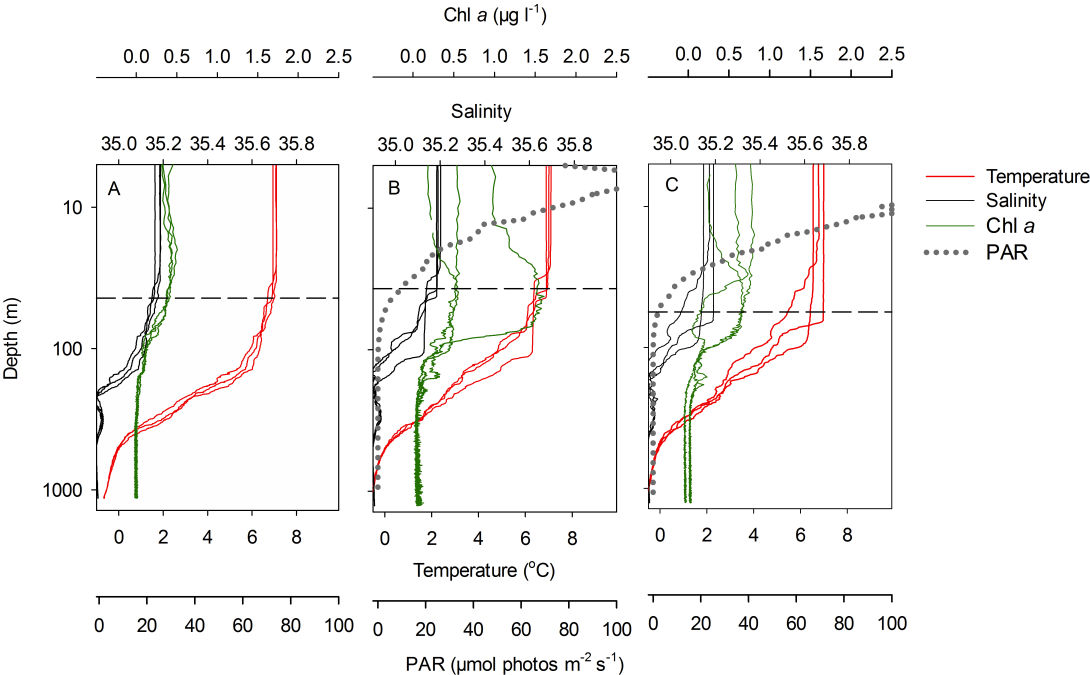 Chl a (µg l-1)
0.0 0.5 1.0 1.5 2.0 2.5 0.0 0.5 1.0 1.5 2.0 2.5 0.0 0.5 1.0 1.5 2.0 2.5
Salinity
35.0 35.2 35.4 35.6 35.8 35.0 35.2 35.4 35.6 35.8 35.0 35.2 35.4 35.6 35.8
A B C
Temperature
Salinity
Chl a
PAR
Depth (m)
10
100
1000
0 2 4 6 8 0 2 4 6 8 0 2 4 6 8
Temperature (oC)
0 20 40 60 80 100 0 20 40 60 80 100 0 20 40 60 80 100
PAR (µmol photos m-2 s-1)